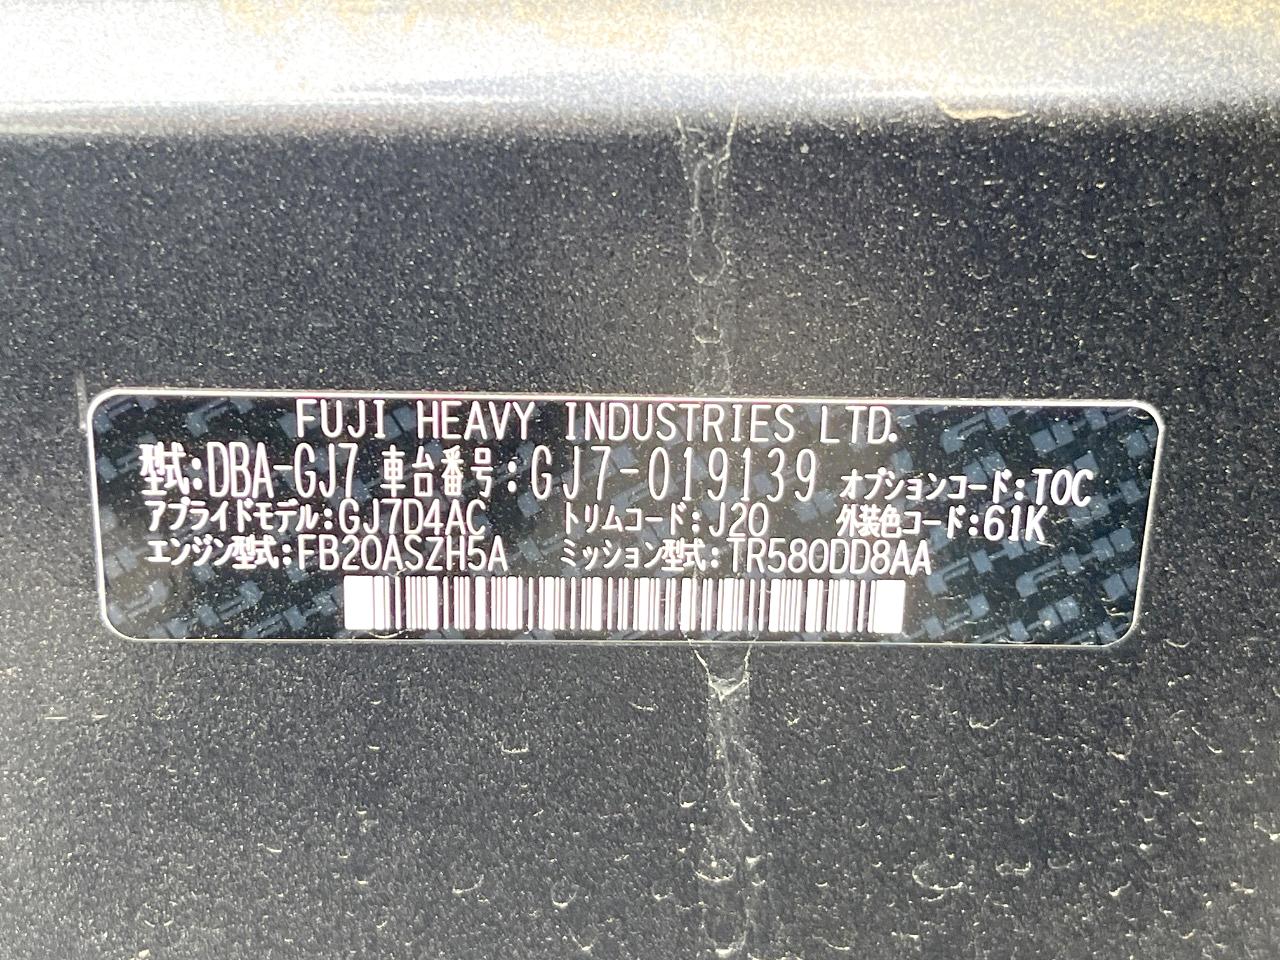 FUJI HEAVY INDUSTRIES LTD.
型式:DBA-GJ7 車台番号:GJ7-019139 オプションコード:TOC
アプライドモデル:GJ7D4AC トリムコード:J20 外装色コード:61K
エンジン型式:FB20ASZH5A ミッション型式:TR580DD8AA